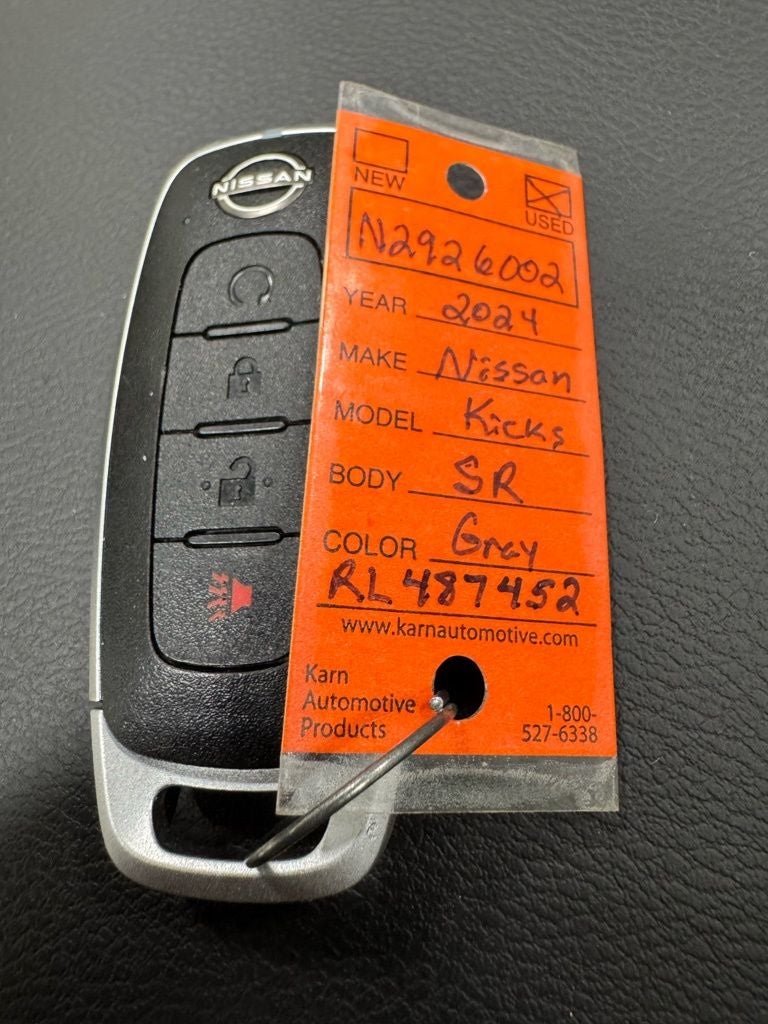 NISSAN
NEW
USED
N2926002
YEAR 2024
MAKE Nissan
MODEL Kicks
BODY SR
COLOR Gray
RL487452
www.karnautomotive.com
Karn
Automotive
Products
1-800-
527-6338